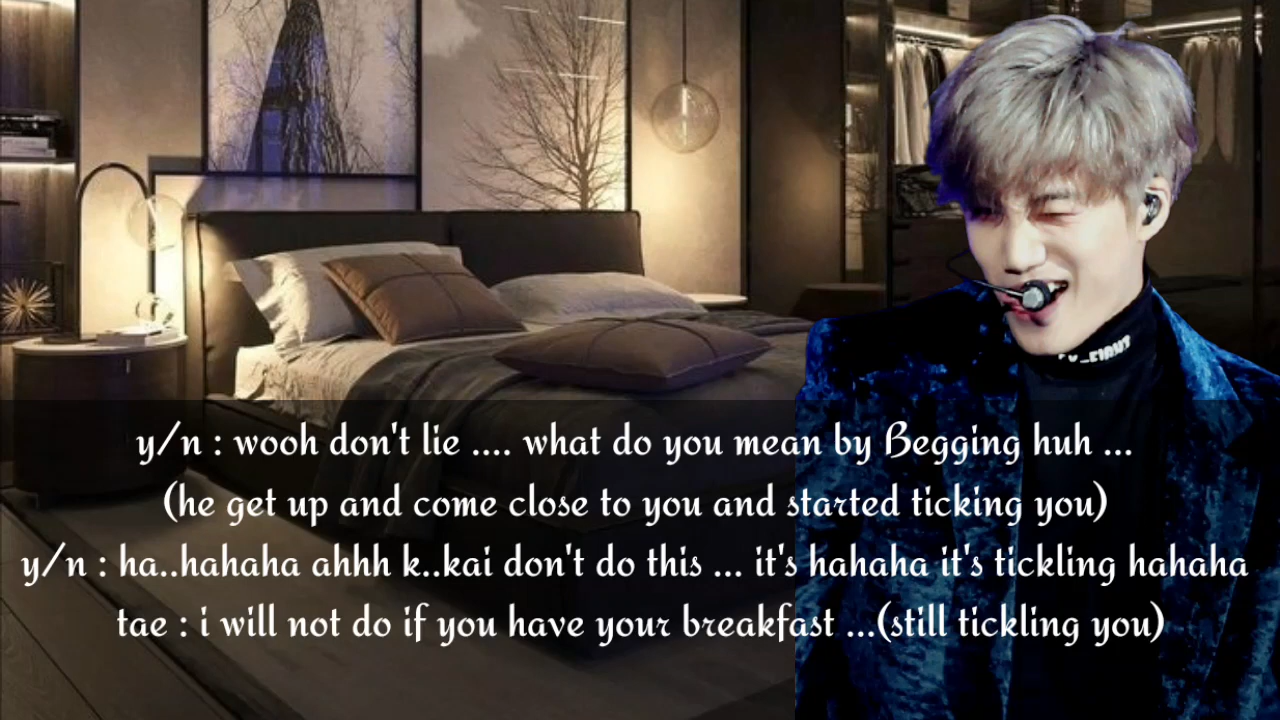 y/n : wooh don't lie .... what do you mean by Begging huh ...
(he get up and come close to you and started ticking you)
y/n : ha..hahaha ahhh k..kai don't do this ... it's hahaha it's tickling hahaha
tae : i will not do if you have your breakfast ...(still tickling you)